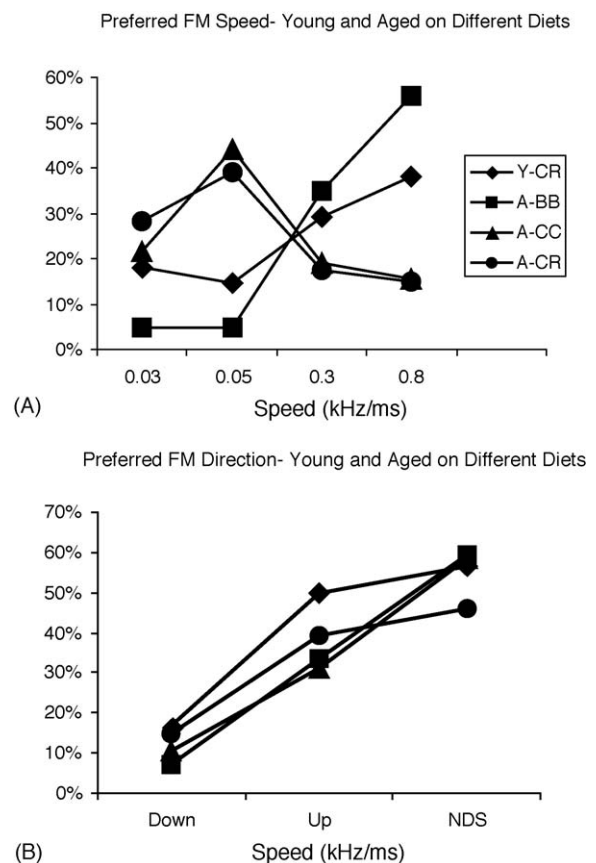 Preferred FM Speed- Young and Aged on Different Diets
60%
50%
40%
30%
20%
10%
0%
0.03 0.05 0.3 0.8
Y-CR
A-BB
A-CC
A-CR
(A) Speed (kHz/ms)
Preferred FM Direction- Young and Aged on Different Diets
70%
60%
50%
40%
30%
20%
10%
0%
Down Up NDS
(B) Speed (kHz/ms)